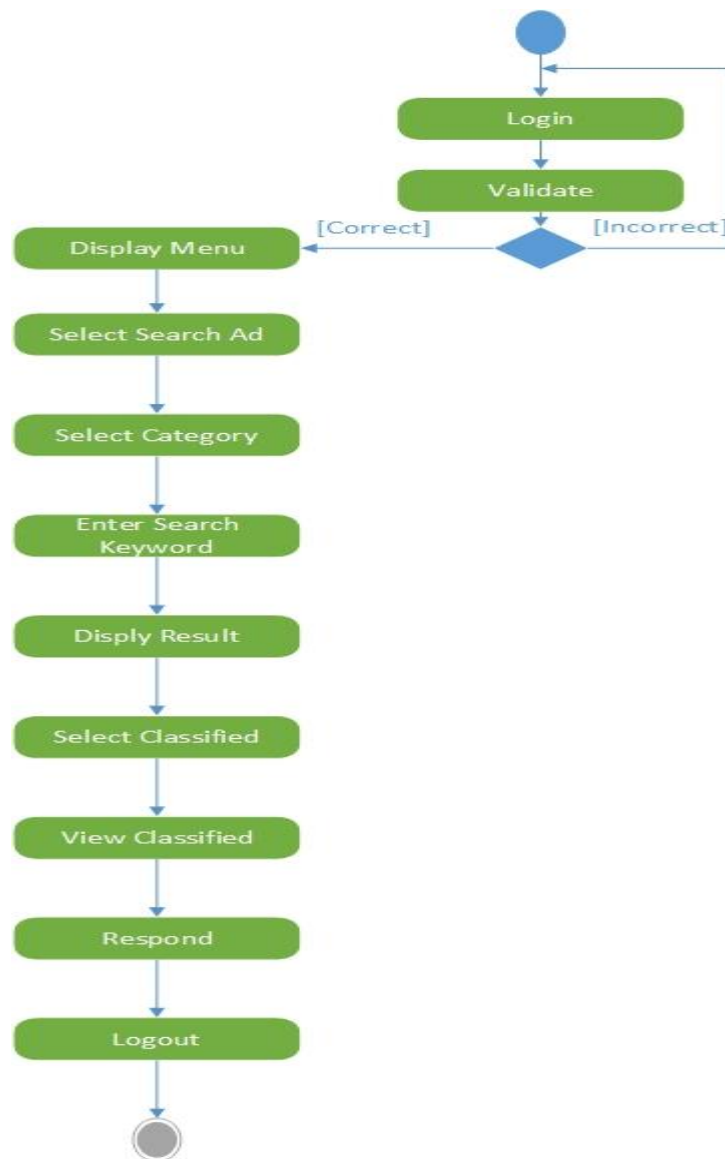 Login
Validate
[Correct]
[Incorrect]
Display Menu
Select Search Ad
Select Category
Enter Search
Keyword
Disply Result
Select Classified
View Classified
Respond
Logout